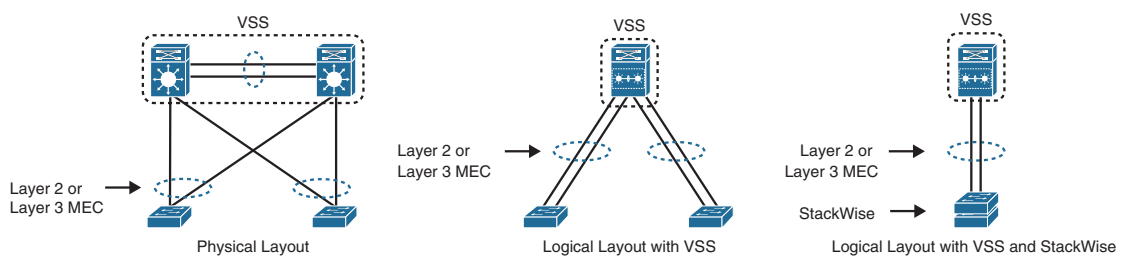 VSS
Layer 2 or
Layer 3 MEC
Physical Layout
VSS
Layer 2 or
Layer 3 MEC
Logical Layout with VSS
VSS
Layer 2 or
Layer 3 MEC
StackWise
Logical Layout with VSS and StackWise